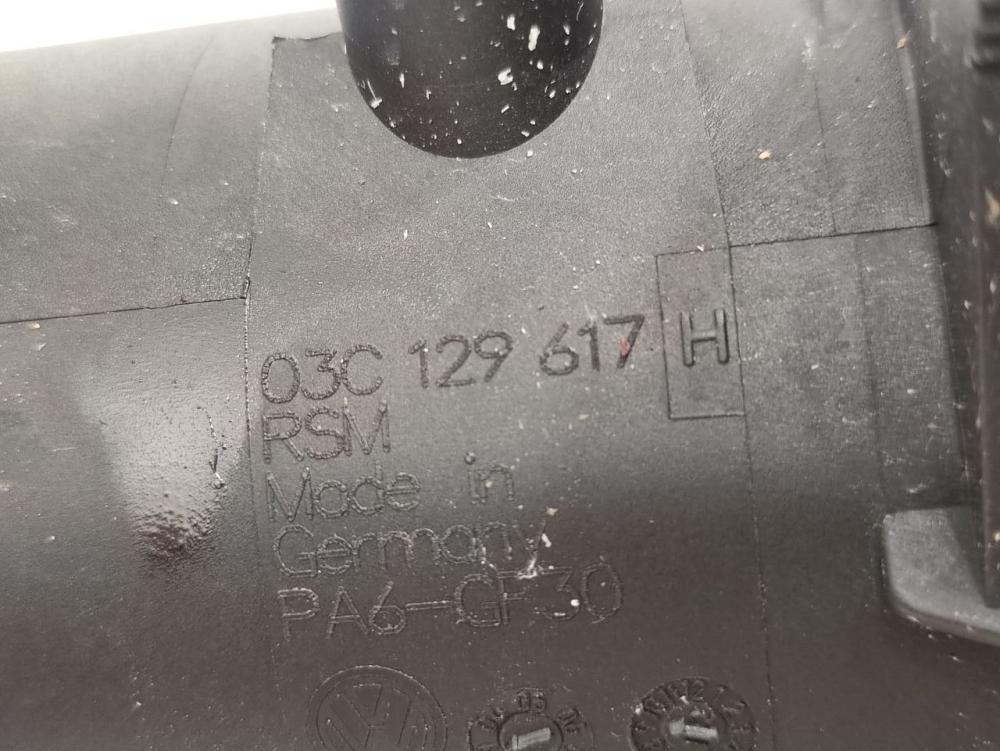 03C 129 617 H
RSM
Made in
Germany
PA6-GF30